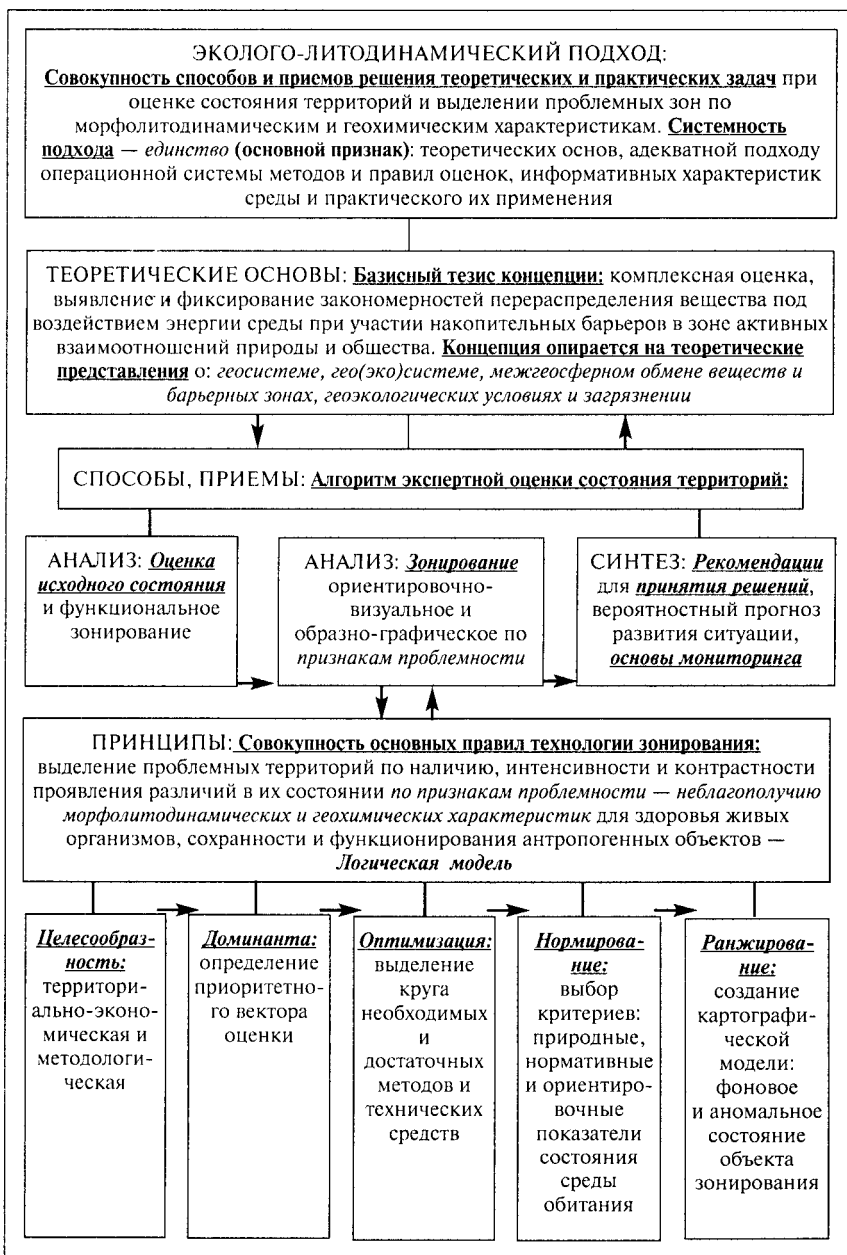 ЭКОЛОГО-ЛИТОДИНАМИЧЕСКИЙ ПОДХОД:
Совокупность способов и приемов решения теоретических и практических задач при
оценке состояния территорий и выделении проблемных зон по
морфолитодинамическим и геохимическим характеристикам. Системность
подхода — единство (основной признак): теоретических основ, адекватной подходу
операционной системы методов и правил оценок, информативных характеристик
среды и практического их применения
ТЕОРЕТИЧЕСКИЕ ОСНОВЫ: Базисный тезис концепции: комплексная оценка,
выявление и фиксирование закономерностей перераспределения вещества под
воздействием энергии среды при участии накопительных барьеров в зоне активных
взаимоотношений природы и общества. Концепция опирается на теоретические
представления о: геосистеме, гео(эко)системе, межгеосферном обмене веществ и
барьерных зонах, геоэкологических условиях и загрязнении
СПОСОБЫ, ПРИЕМЫ: Алгоритм экспертной оценки состояния территорий:
АНАЛИЗ: Оценка
исходного состояния
и функциональное
зонирование
АНАЛИЗ: Зонирование
ориентировочно-
визуальное и
образно-графическое по
признакам проблемности
СИНТЕЗ: Рекомендации
для принятия решений,
вероятностный прогноз
развития ситуации,
основы мониторинга
ПРИНЦИПЫ: Совокупность основных правил технологии зонирования:
выделение проблемных территорий по наличию, интенсивности и контрастности
проявления различий в их состоянии по признакам проблемности — неблагополучию
морфолитодинамических и геохимических характеристик для здоровья живых
организмов, сохранности и функционирования антропогенных объектов —
Логическая модель
Целесообраз-
ность:
территори-
ально-эконо-
мическая и
методологи-
ческая
Доминанта:
определение
приоритетно-
го вектора
оценки
Оптимизация:
выделение
круга
необходимых
и
достаточных
методов и
технических
средств
Нормирова-
ние:
выбор
критериев:
природные,
нормативные
и ориентиро-
вочные
показатели
состояния
среды
обитания
Ранжирова-
ние:
создание
картографи-
ческой
модели:
фоновое
и аномальное
состояние
объекта
зонирования